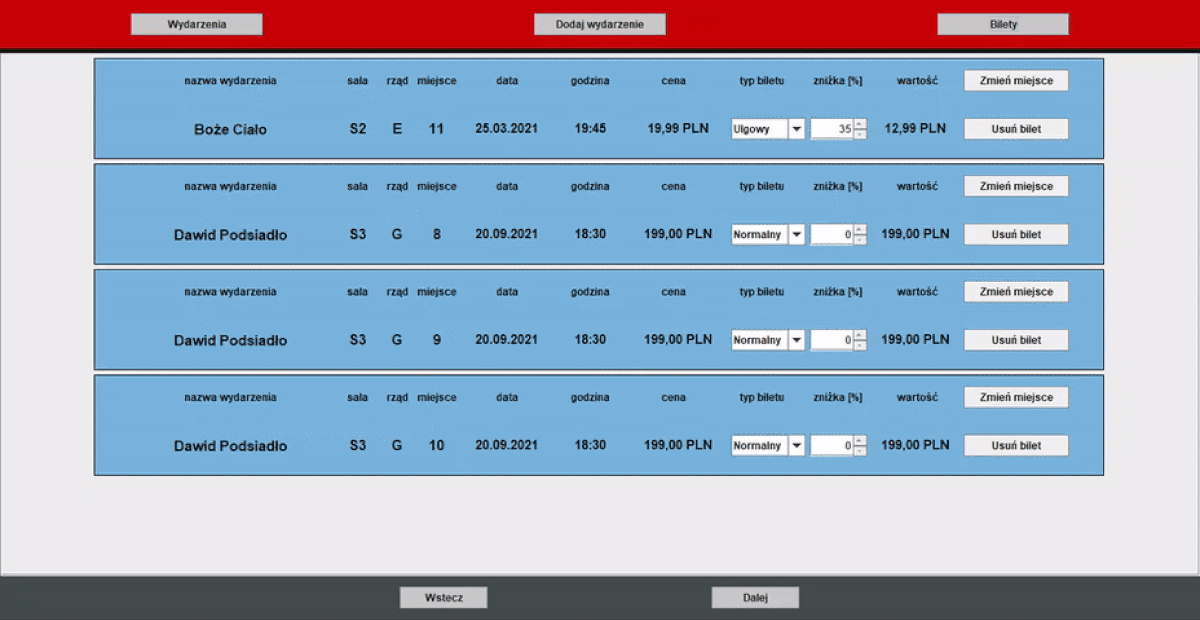 Wydarzenia Dodaj wydarzenie Bilety
nazwa wydarzenia sala rząd miejsce data godzina cena typ biletu zniżka [%] wartość Zmień miejsce
Boże Ciało S2 E 11 25.03.2021 19:45 19,99 PLN Ulgowy 35 12,99 PLN Usuń bilet
nazwa wydarzenia sala rząd miejsce data godzina cena typ biletu zniżka [%] wartość Zmień miejsce
Dawid Podsiadło S3 G 8 20.09.2021 18:30 199,00 PLN Normalny 0 199,00 PLN Usuń bilet
nazwa wydarzenia sala rząd miejsce data godzina cena typ biletu zniżka [%] wartość Zmień miejsce
Dawid Podsiadło S3 G 9 20.09.2021 18:30 199,00 PLN Normalny 0 199,00 PLN Usuń bilet
nazwa wydarzenia sala rząd miejsce data godzina cena typ biletu zniżka [%] wartość Zmień miejsce
Dawid Podsiadło S3 G 10 20.09.2021 18:30 199,00 PLN Normalny 0 199,00 PLN Usuń bilet
Wstecz Dalej